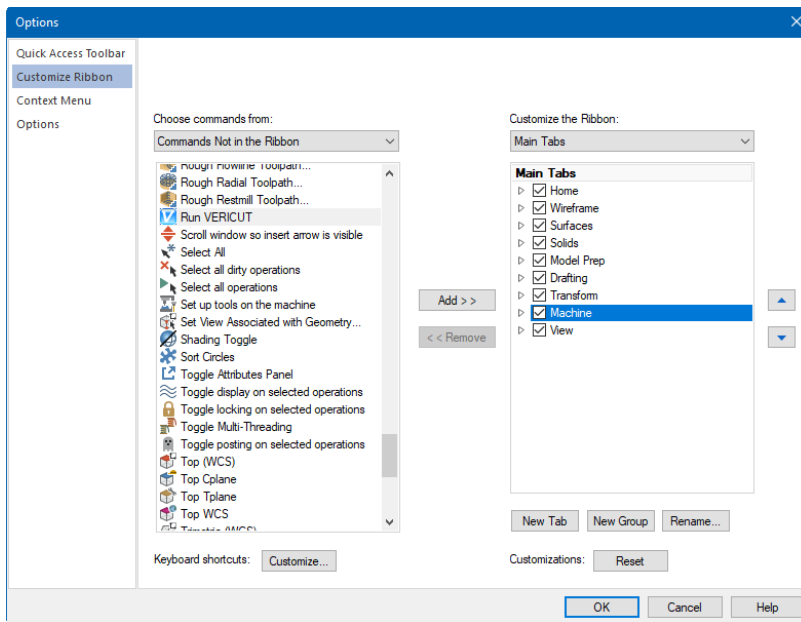 Options
Quick Access Toolbar
Customize Ribbon
Context Menu
Options
Choose commands from:
Commands Not in the Ribbon
Rough Flowline Toolpath...
Rough Radial Toolpath...
Rough Restmill Toolpath...
Run VERICUT
Scroll window so insert arrow is visible
Select All
Select all dirty operations
Select all operations
Set up tools on the machine
Set View Associated with Geometry...
Shading Toggle
Sort Circles
Toggle Attributes Panel
Toggle display on selected operations
Toggle locking on selected operations
Toggle Multi-Threading
Toggle posting on selected operations
Top (WCS)
Top Cplane
Top Tplane
Top WCS
Trimetric (WCS)
Keyboard shortcuts:
Customize...
Add > >
< < Remove
Customize the Ribbon:
Main Tabs
Main Tabs
Home
Wireframe
Surfaces
Solids
Model Prep
Drafting
Transform
Machine
View
New Tab
New Group
Rename...
Customizations:
Reset
OK
Cancel
Help